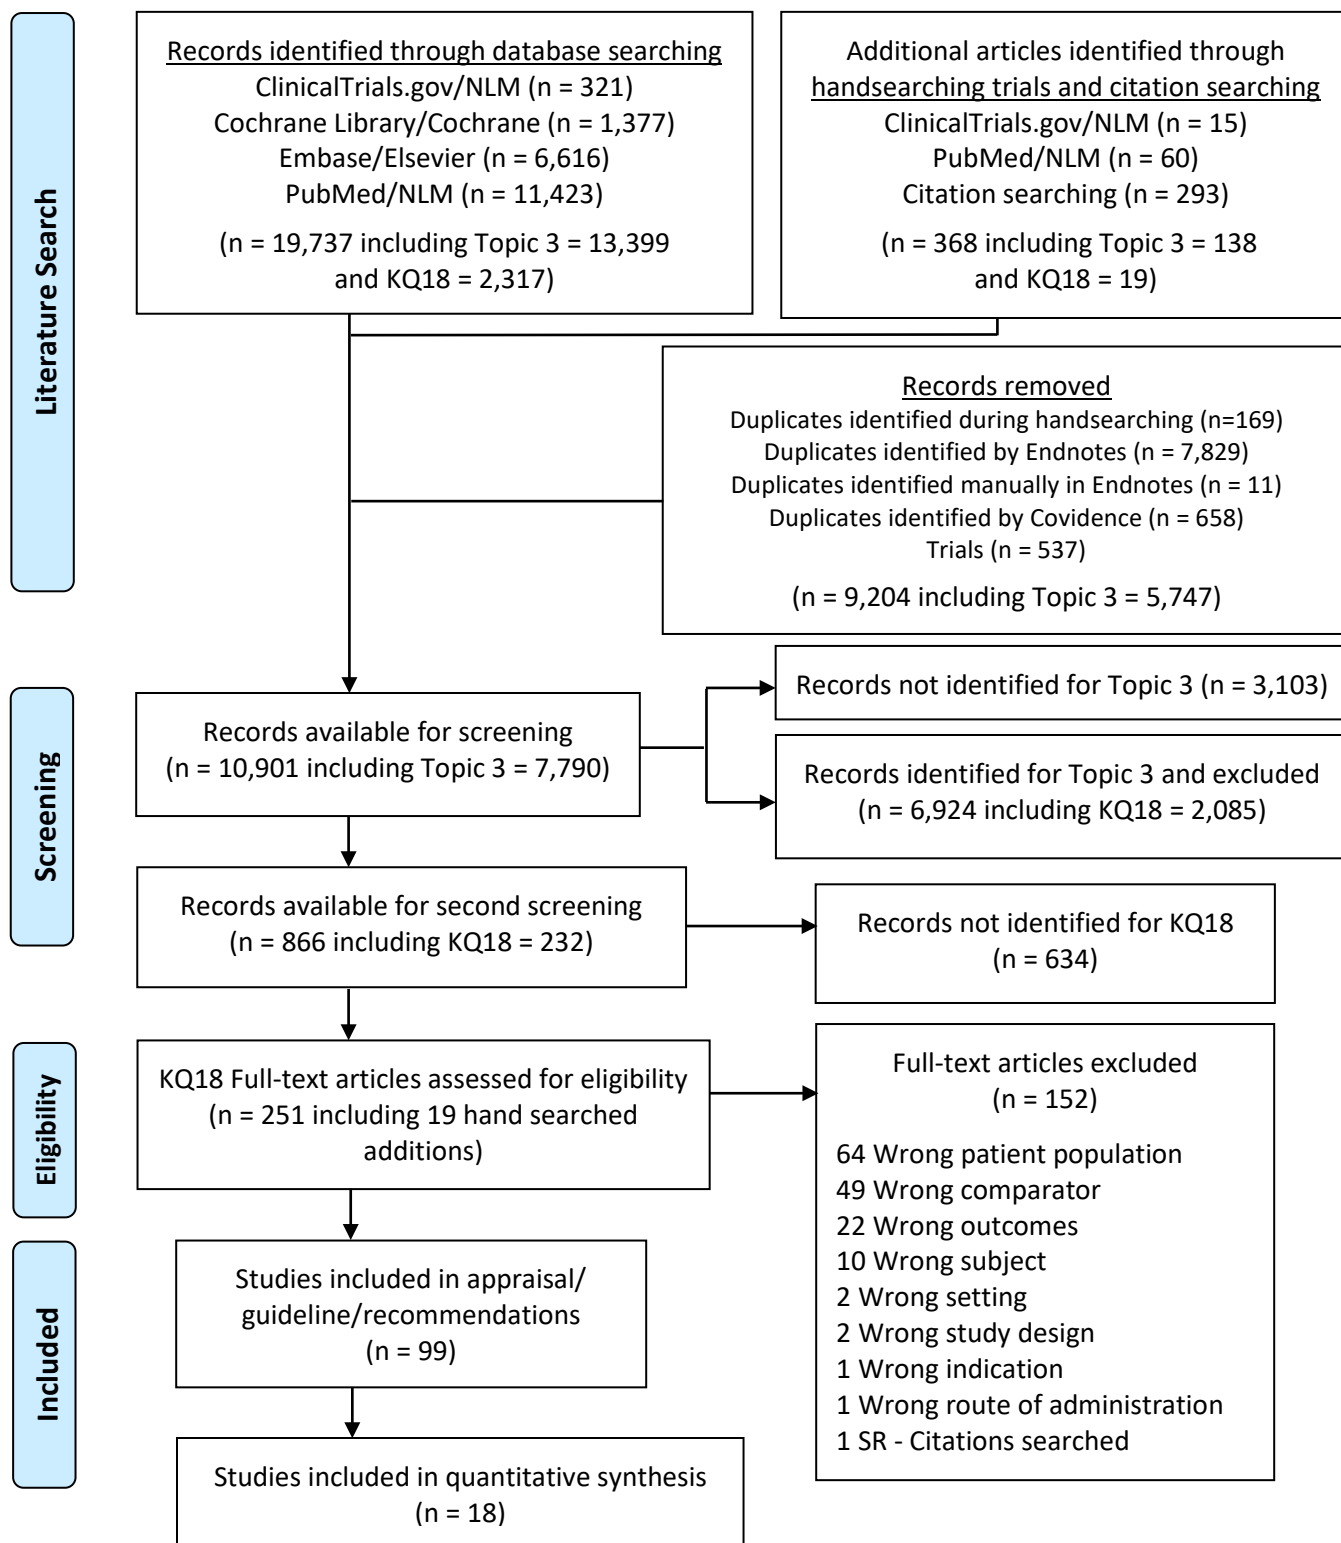 Literature Search
Records identified through database searching
ClinicalTrials.gov/NLM (n = 321)
Cochrane Library/Cochrane (n = 1,377)
Embase/Elsevier (n = 6,616)
PubMed/NLM (n = 11,423)
(n = 19,737 including Topic 3 = 13,399
and KQ18 = 2,317)
Additional articles identified through
handsearching trials and citation searching
ClinicalTrials.gov/NLM (n = 15)
PubMed/NLM (n = 60)
Citation searching (n = 293)
(n = 368 including Topic 3 = 138
and KQ18 = 19)
Records removed
Duplicates identified during handsearching (n=169)
Duplicates identified by Endnotes (n = 7,829)
Duplicates identified manually in Endnotes (n = 11)
Duplicates identified by Covidence (n = 658)
Trials (n = 537)
(n = 9,204 including Topic 3 = 5,747)
Screening
Records available for screening
(n = 10,901 including Topic 3 = 7,790)
Records not identified for Topic 3 (n = 3,103)
Records identified for Topic 3 and excluded
(n = 6,924 including KQ18 = 2,085)
Records available for second screening
(n = 866 including KQ18 = 232)
Records not identified for KQ18
(n = 634)
Eligibility
KQ18 Full-text articles assessed for eligibility
(n = 251 including 19 hand searched
additions)
Full-text articles excluded
(n = 152)
64 Wrong patient population
49 Wrong comparator
22 Wrong outcomes
10 Wrong subject
2 Wrong setting
2 Wrong study design
1 Wrong indication
1 Wrong route of administration
1 SR - Citations searched
Included
Studies included in appraisal/
guideline/recommendations
(n = 99)
Studies included in quantitative synthesis
(n = 18)